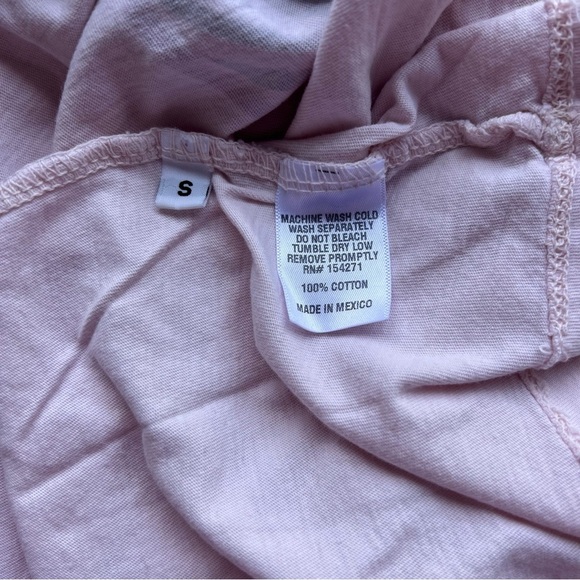 S
MACHINE WASH COLD
WASH SEPARATELY
DO NOT BLEACH
TUMBLE DRY LOW
REMOVE PROMPTLY
RN# 154271
100% COTTON
MADE IN MEXICO